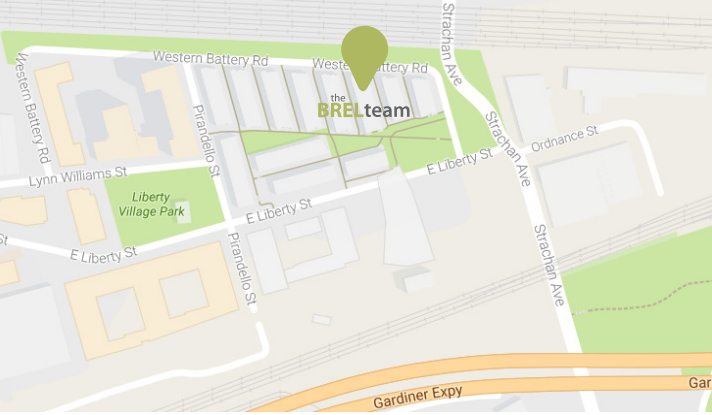 Strachan Ave
Western Battery Rd
Western Battery Rd
Western Battery Rd
the
BRELteam
Pirandello St
Strachan Ave
Ordnance St
E Liberty St
Lynn Williams St
Liberty
Village Park
E Liberty St
St
E Liberty St
Pirandello St
Strachan Ave
Gardiner Expy
Gar